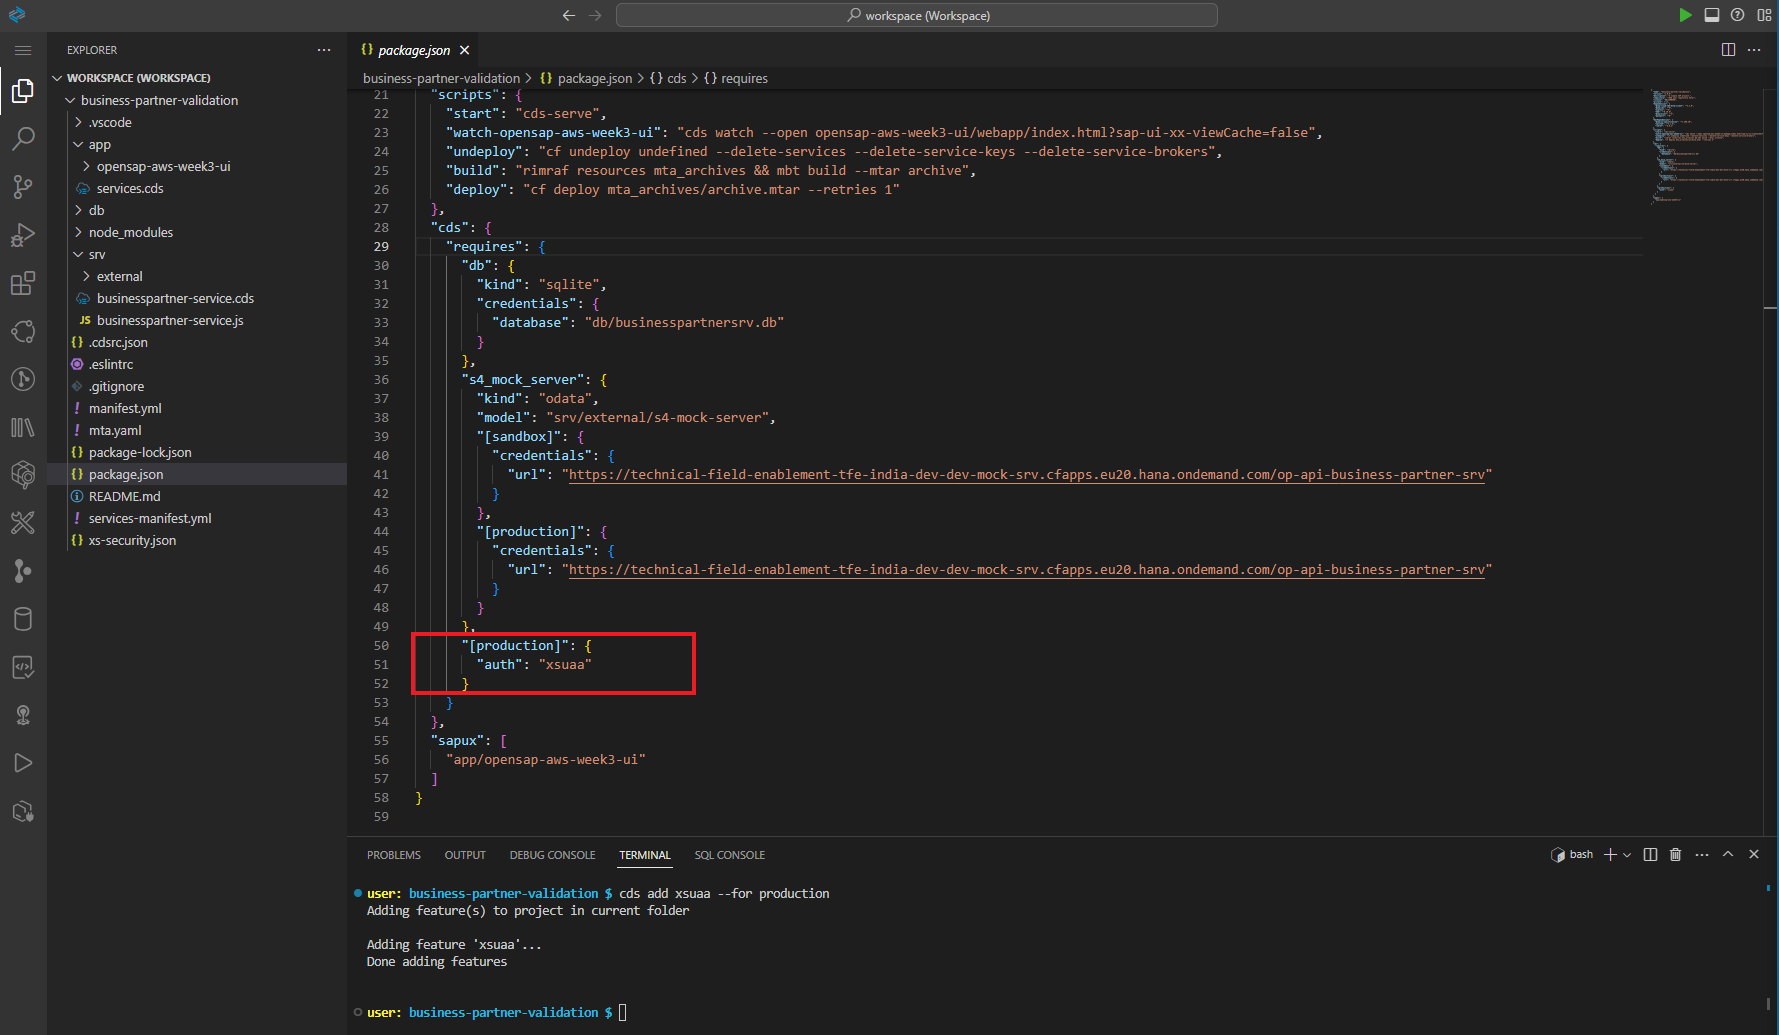 workspace (Workspace)
EXPLORER
WORKSPACE (WORKSPACE)
business-partner-validation
.vscode
app
opensap-aws-week3-ui
services.cds
db
node_modules
srv
external
businesspartner-service.cds
JS businesspartner-service.js
{} .cdsrc.json
.eslintrc
.gitignore
! manifest.yml
! mta.yaml
{} package-lock.json
{} package.json
README.md
! services-manifest.yml
{} xs-security.json
{} package.json
business-partner-validation > {} package.json > {} cds > {} requires
21 "scripts": {
22 "start": "cds-serve",
23 "watch-opensap-aws-week3-ui": "cds watch --open opensap-aws-week3-ui/webapp/index.html?sap-ui-xx-viewCache=false",
24 "undeploy": "cf undeploy undefined --delete-services --delete-service-keys --delete-service-brokers",
25 "build": "rimraf resources mta_archives && mbt build --mtar archive",
26 "deploy": "cf deploy mta_archives/archive.mtar --retries 1"
27 },
28 "cds": {
29 "requires": {
30 "db": {
31 "kind": "sqlite",
32 "credentials": {
33 "database": "db/businesspartnersrv.db"
34 }
35 },
36 "s4_mock_server": {
37 "kind": "odata",
38 "model": "srv/external/s4-mock-server",
39 "[sandbox]": {
40 "credentials": {
41 "url": "https://technical-field-enablement-tfe-india-dev-dev-mock-srv.cfapps.eu20.hana.ondemand.com/op-api-business-partner-srv"
42 }
43 },
44 "[production]": {
45 "credentials": {
46 "url": "https://technical-field-enablement-tfe-india-dev-dev-mock-srv.cfapps.eu20.hana.ondemand.com/op-api-business-partner-srv"
47 }
48 }
49 },
50 "[production]": {
51 "auth": "xsuaa"
52 }
53 }
54 },
55 "sapux": [
56 "app/opensap-aws-week3-ui"
57 ]
58 }
59
PROBLEMS OUTPUT DEBUG CONSOLE TERMINAL SQL CONSOLE
bash
user: business-partner-validation $ cds add xsuaa --for production
Adding feature(s) to project in current folder
Adding feature 'xsuaa'...
Done adding features
user: business-partner-validation $